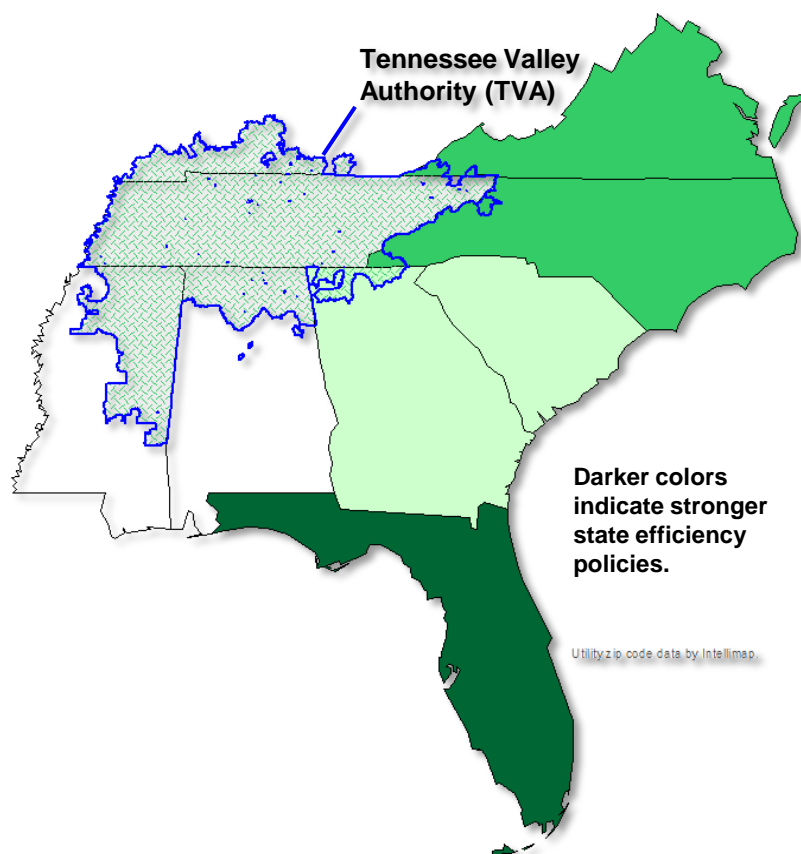 Tennessee Valley
Authority (TVA)
Darker colors
indicate stronger
state efficiency
policies.
Utility zip code data by Intellimap.